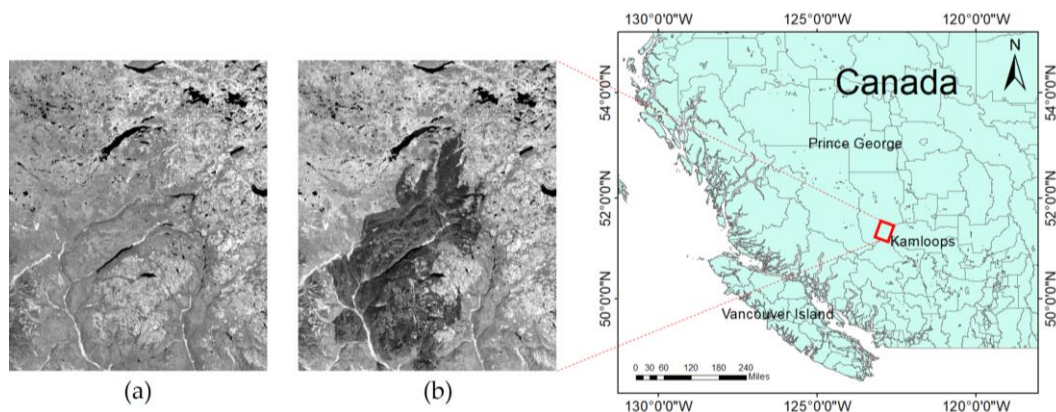 130°0'0"W 125°0'0"W 120°0'0"W
N
Canada
54°0'0"N 54°0'0"N
Prince George
52°0'0"N 52°0'0"N
Kamloops
50°0'0"N 50°0'0"N
Vancouver Island
0 30 60 120 180 240
Miles
130°0'0"W 125°0'0"W 120°0'0"W
(a) (b)